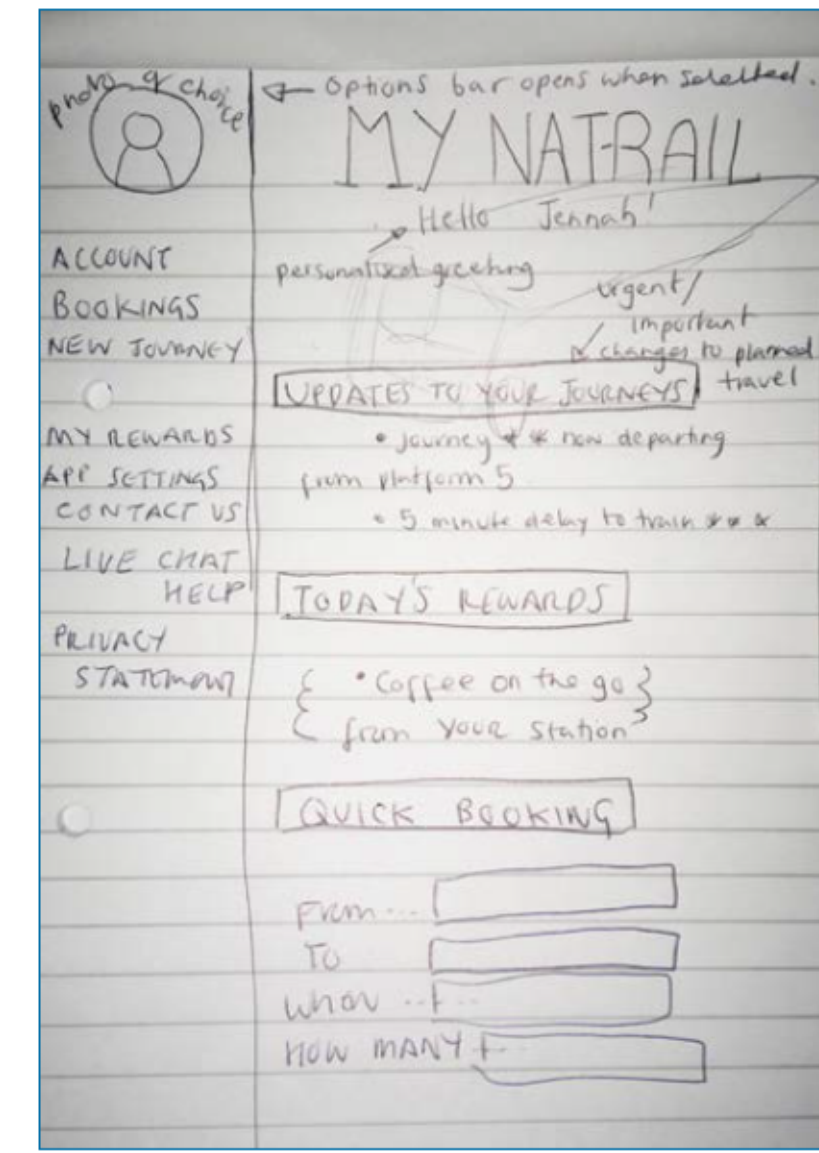 photo of choice
← Options bar opens when selected.
MY NAT-RAIL
Hello Jennah!
personalised greeting
urgent/
important
changes to planned
travel
ACCOUNT
BOOKINGS
NEW JOURNEY
MY REWARDS
APP SETTINGS
CONTACT US
LIVE CHAT
HELP
PRIVACY
STATEMENT
UPDATES TO YOUR JOURNEYS
• Journey * * now departing
from platform 5
• 5 minute delay to train * * *
TODAY'S REWARDS
{ • Coffee on the go }
{ from YOUR station }
QUICK BOOKING
From ...
TO
When ...
HOW MANY ...